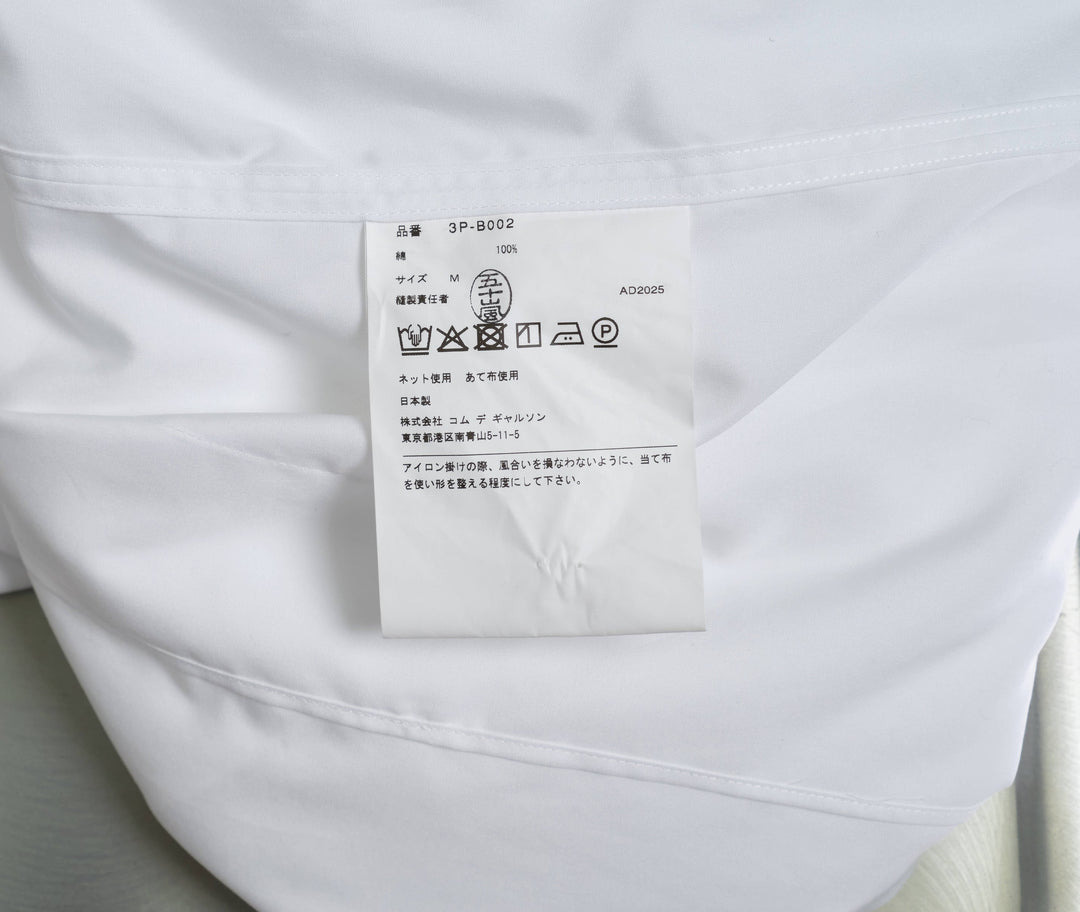 品番 3P-B002
綿 100%
サイズ M
縫製責任者 五十嵐 AD2025
P
ネット使用 あて布使用
日本製
株式会社 コム デ ギャルソン
東京都港区南青山5-11-5
アイロン掛けの際、風合いを損なわないように、当て布
を使い形を整える程度にして下さい。